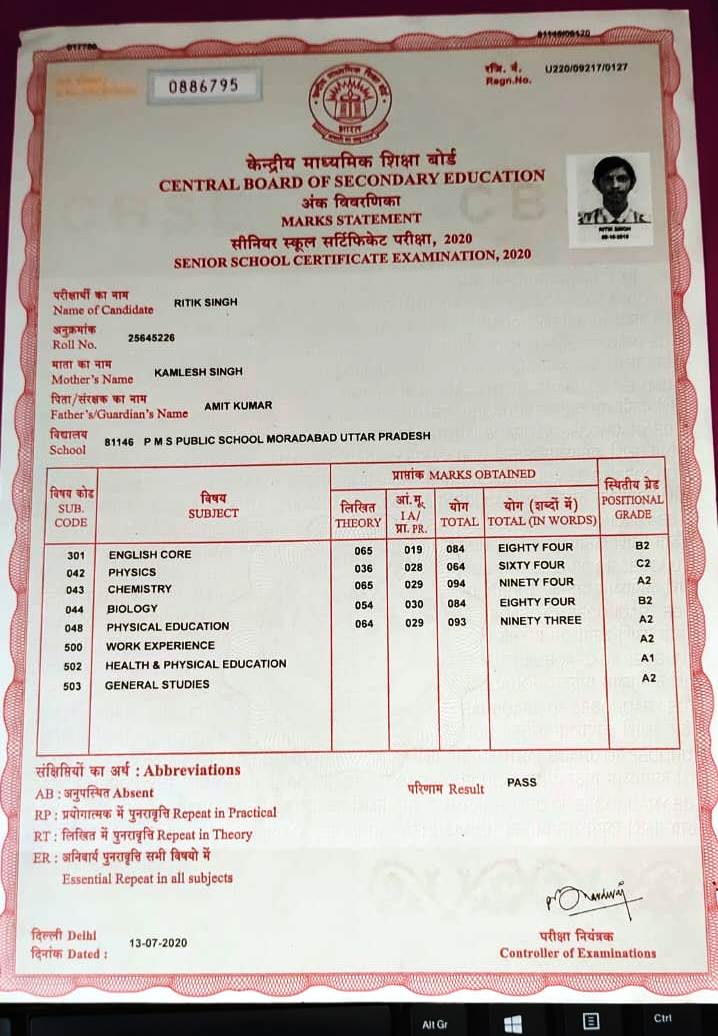 017780
81146/09120
0886795
रजि. नं.
Regn.No. U220/09217/0127
भारत
केन्द्रीय माध्यमिक शिक्षा बोर्ड
CENTRAL BOARD OF SECONDARY EDUCATION
अंक विवरणिका
MARKS STATEMENT
सीनियर स्कूल सर्टिफिकेट परीक्षा, 2020
SENIOR SCHOOL CERTIFICATE EXAMINATION, 2020
RITIK SINGH
परीक्षार्थी का नाम
Name of Candidate RITIK SINGH
अनुक्रमांक
Roll No. 25645226
माता का नाम
Mother's Name KAMLESH SINGH
पिता/संरक्षक का नाम
Father's/Guardian's Name AMIT KUMAR
विद्यालय
School 81146 P M S PUBLIC SCHOOL MORADABAD UTTAR PRADESH
विषय कोड
SUB.
CODE
विषय
SUBJECT
प्राप्तांक MARKS OBTAINED
लिखित
THEORY
आं.मू.
IA/
प्रा. PR.
योग
TOTAL
योग (शब्दों में)
TOTAL (IN WORDS)
स्थितीय ग्रेड
POSITIONAL
GRADE
301 ENGLISH CORE 065 019 084 EIGHTY FOUR B2
042 PHYSICS 036 028 064 SIXTY FOUR C2
043 CHEMISTRY 065 029 094 NINETY FOUR A2
044 BIOLOGY 054 030 084 EIGHTY FOUR B2
048 PHYSICAL EDUCATION 064 029 093 NINETY THREE A2
500 WORK EXPERIENCE A2
502 HEALTH & PHYSICAL EDUCATION A1
503 GENERAL STUDIES A2
संक्षिप्तियों का अर्थ : Abbreviations
AB : अनुपस्थित Absent
परिणाम Result PASS
RP : प्रयोगात्मक में पुनरावृत्ति Repeat in Practical
RT : लिखित में पुनरावृत्ति Repeat in Theory
ER : अनिवार्य पुनरावृत्ति सभी विषयो में
Essential Repeat in all subjects
दिल्ली Delhi
दिनांक Dated : 13-07-2020
परीक्षा नियंत्रक
Controller of Examinations
Alt Gr
Ctrl